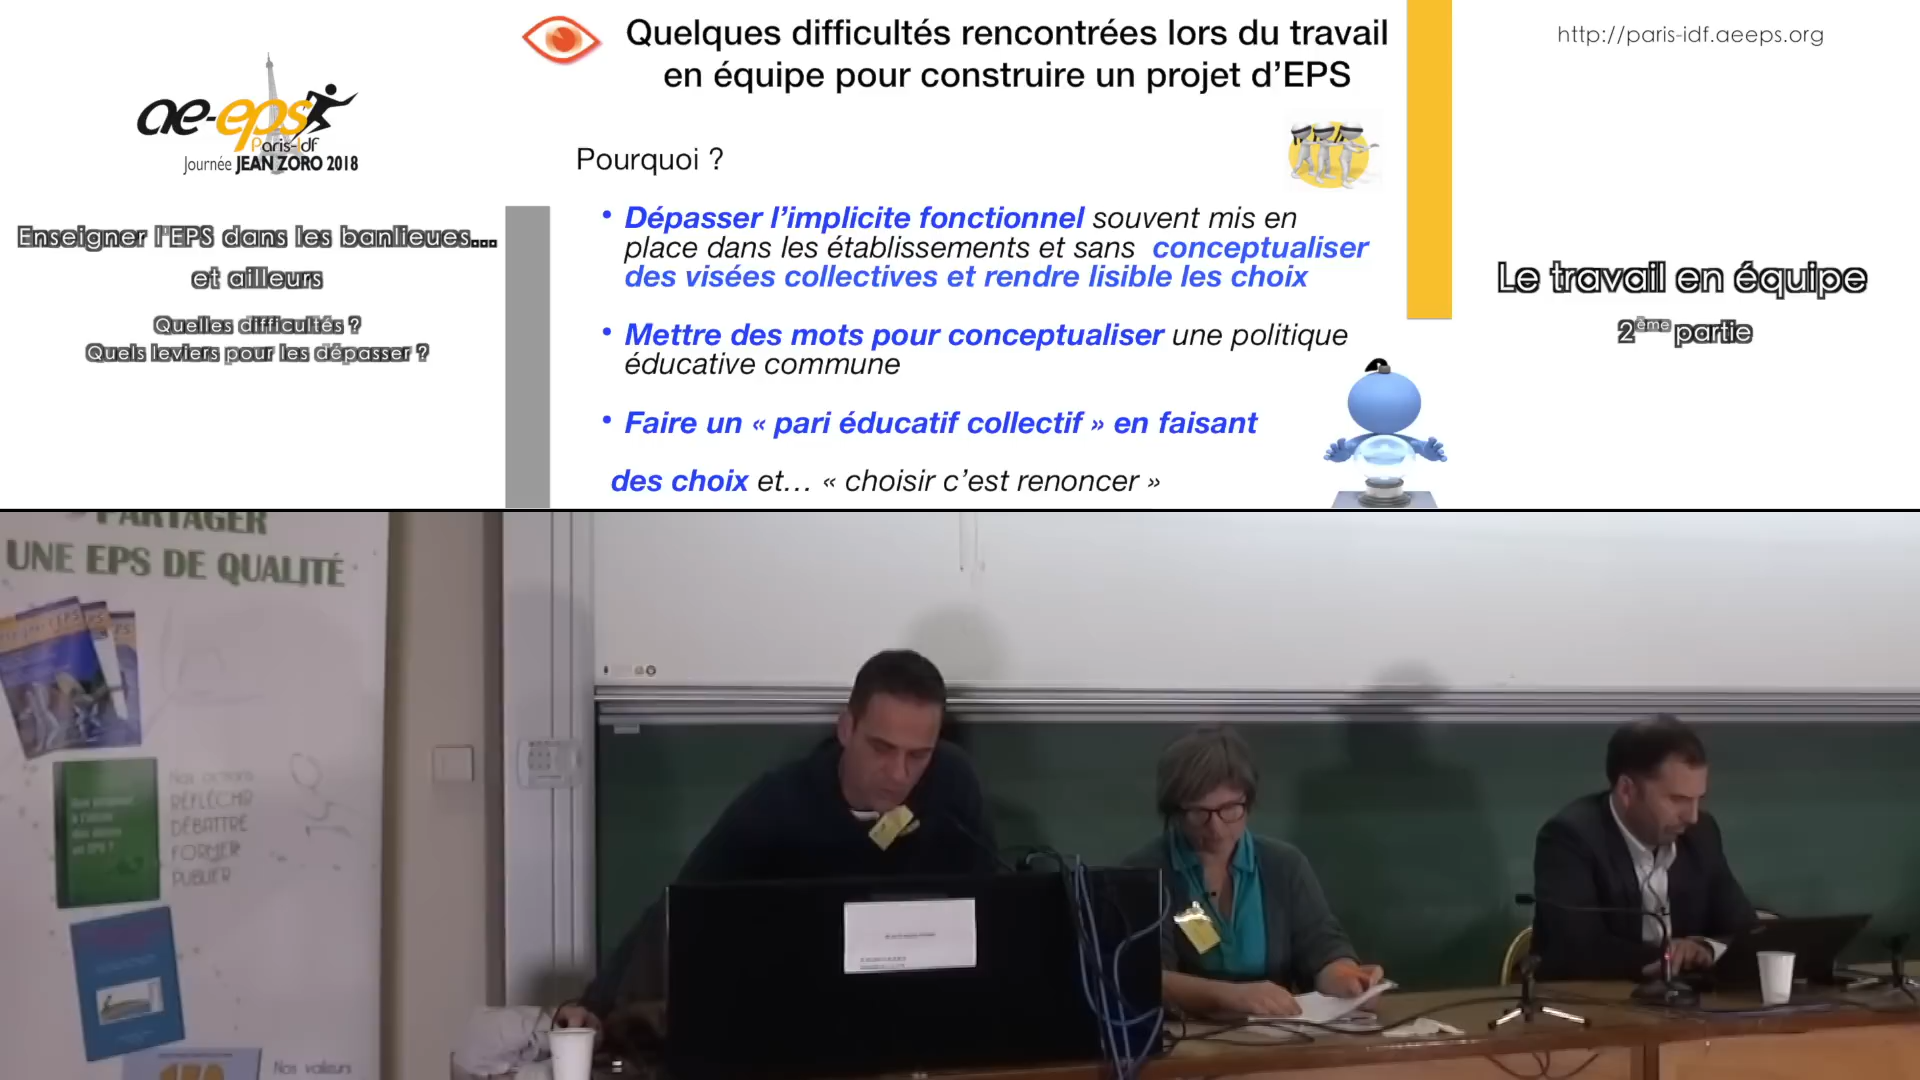 ae-eps
Paris-Idf
Journée JEAN ZORO 2018
Enseigner l'EPS dans les banlieues...
et ailleurs
Quelles difficultés ?
Quels leviers pour les dépasser ?
Quelques difficultés rencontrées lors du travail
en équipe pour construire un projet d’EPS
Pourquoi ?
• Dépasser l’implicite fonctionnel souvent mis en
place dans les établissements et sans conceptualiser
des visées collectives et rendre lisible les choix
• Mettre des mots pour conceptualiser une politique
éducative commune
• Faire un « pari éducatif collectif » en faisant
des choix et… « choisir c’est renoncer »
http://paris-idf.aeeps.org
Le travail en équipe
2ème partie
PARTAGER
UNE EPS DE QUALITÉ
Nos actions
RÉFLÉCHIR
DÉBATTRE
FORMER
PUBLIER
Nos valeurs